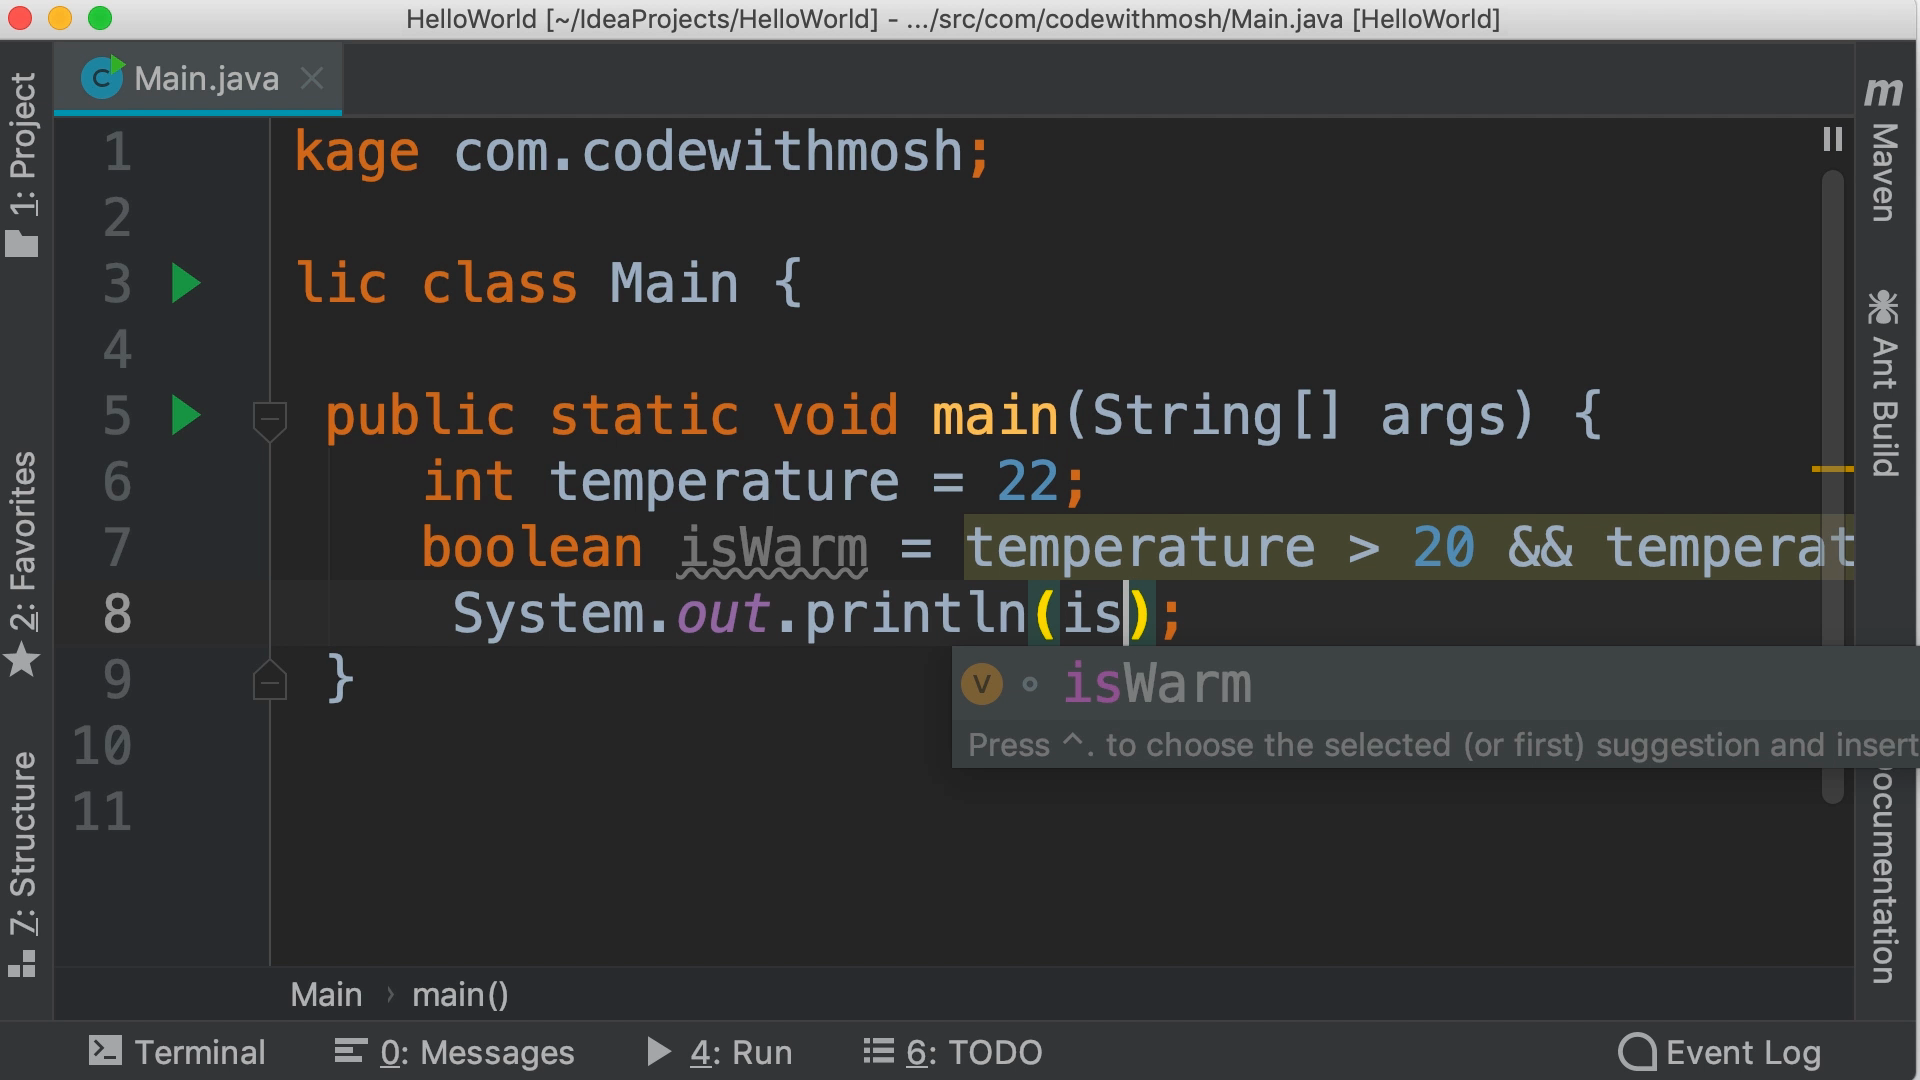 HelloWorld [~/IdeaProjects/HelloWorld] - .../src/com/codewithmosh/Main.java [HelloWorld]
Main.java
1 kage com.codewithmosh;
2
3 lic class Main {
4
5 public static void main(String[] args) {
6 int temperature = 22;
7 boolean isWarm = temperature > 20 && temperat
8 System.out.println(is);
isWarm
Press ^. to choose the selected (or first) suggestion and insert
9 }
10
11
1: Project
2: Favorites
7: Structure
m Maven
Ant Build
ocumentation
Main › main()
Terminal
0: Messages
4: Run
6: TODO
Event Log